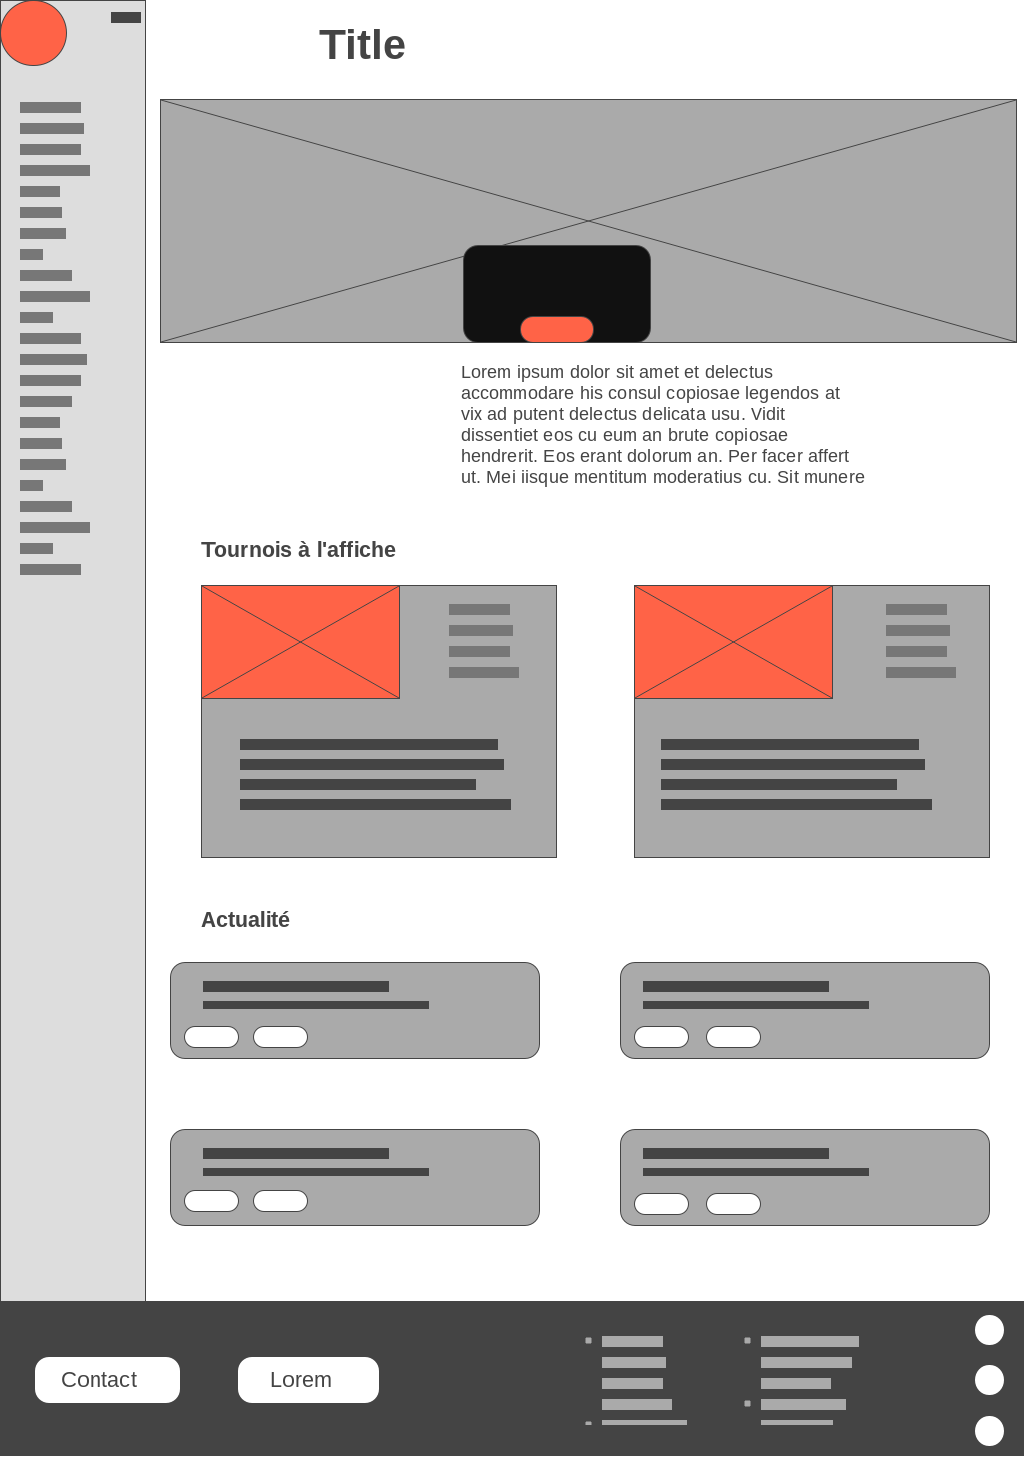 Title
Lorem ipsum dolor sit amet et delectus
accommodare his consul copiosae legendos at
vix ad putent delectus delicata usu. Vidit
dissentiet eos cu eum an brute copiosae
hendrerit. Eos erant dolorum an. Per facer affert
ut. Mei iisque mentitum moderatius cu. Sit munere
Tournois à l'affiche
Actualité
Contact
Lorem